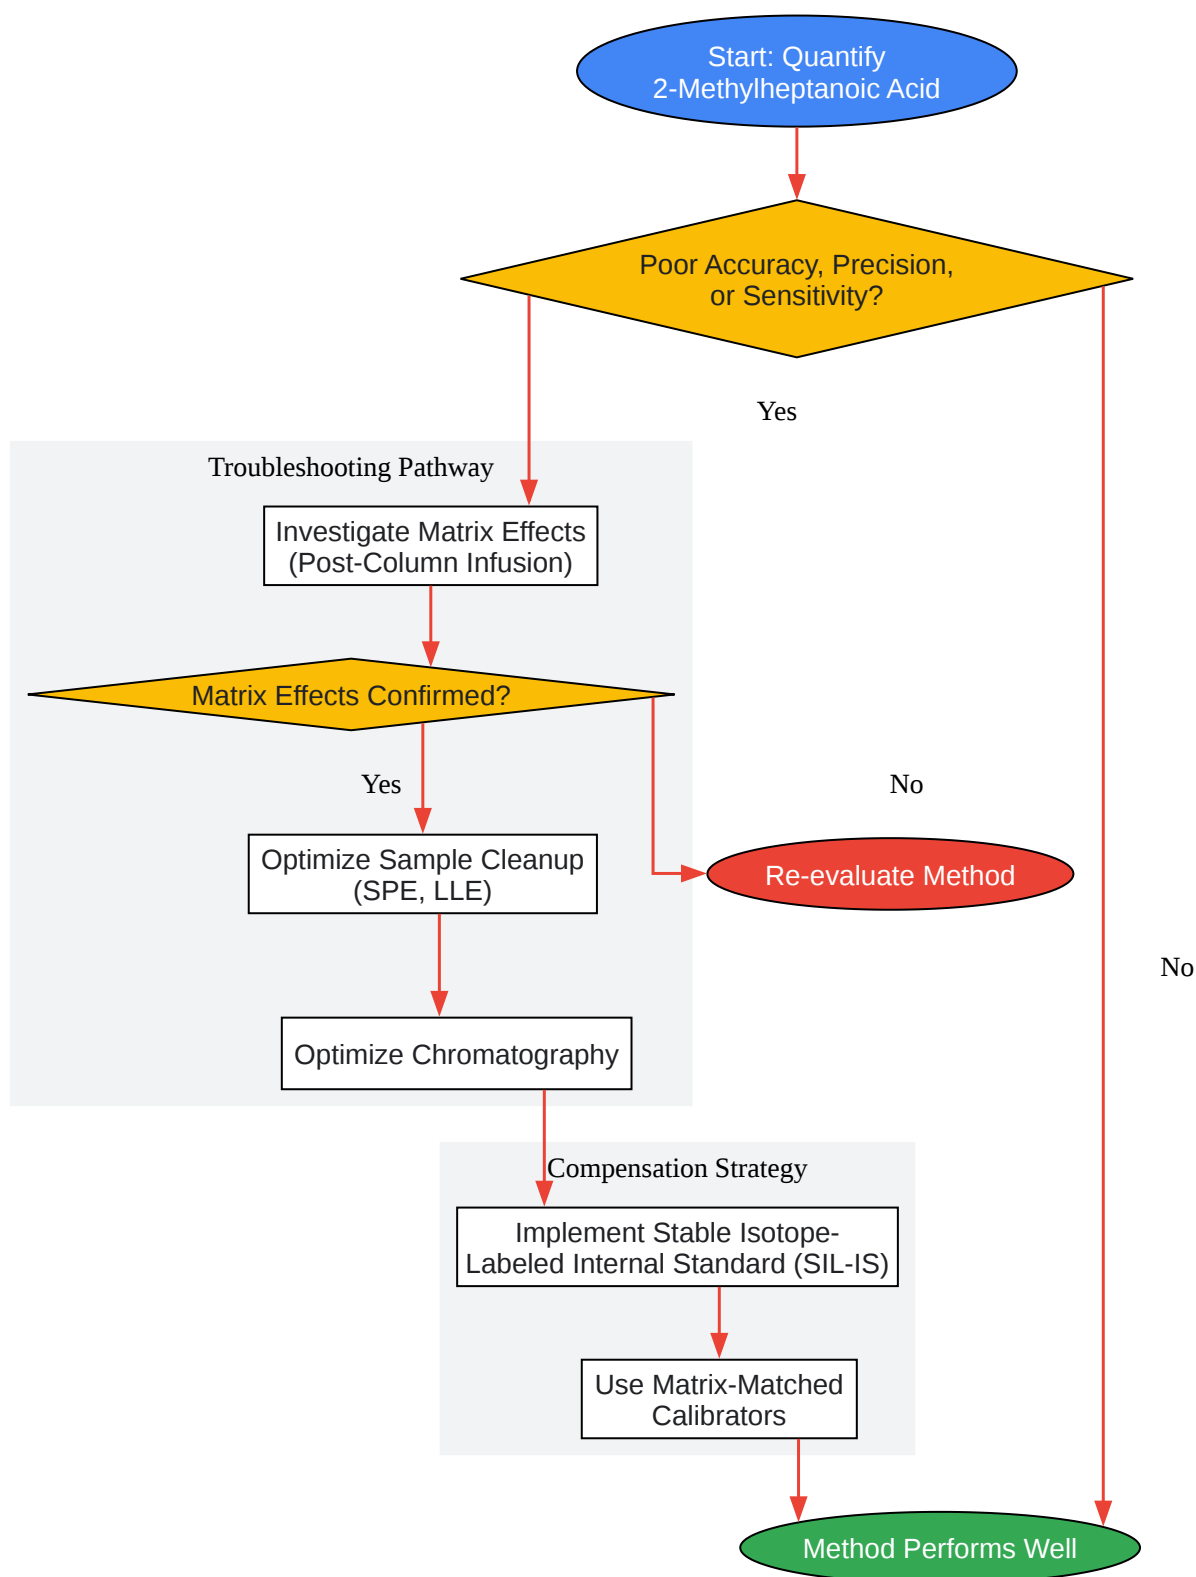 Start: Quantify
2-Methylheptanoic Acid
Poor Accuracy, Precision,
or Sensitivity?
Yes
Troubleshooting Pathway
Investigate Matrix Effects
(Post-Column Infusion)
Matrix Effects Confirmed?
Yes
No
Optimize Sample Cleanup
(SPE, LLE)
Re-evaluate Method
No
Optimize Chromatography
Compensation Strategy
Implement Stable Isotope-
Labeled Internal Standard (SIL-IS)
Use Matrix-Matched
Calibrators
Method Performs Well